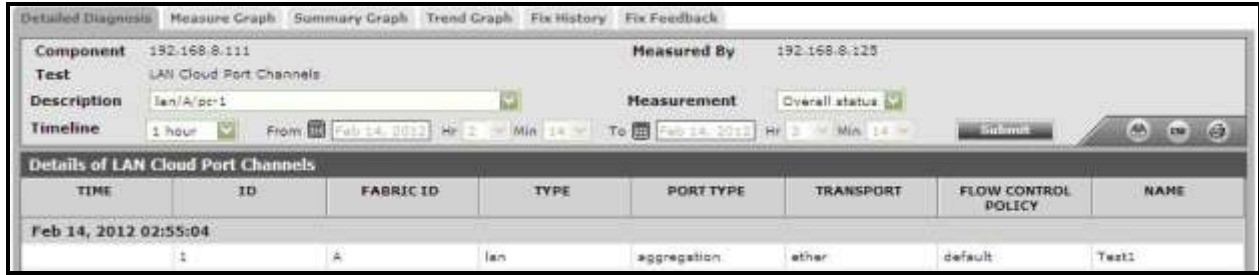 Detailed Diagnosis Measure Graph Summary Graph Trend Graph Fix History Fix Feedback
Component 192.168.8.111 Measured By 192.168.8.125
Test LAN Cloud Port Channels
Description lan/A/pc-1 Measurement Overall status
Timeline 1 hour From Feb 14, 2012 Hr 2 Min 14 To Feb 14, 2012 Hr 3 Min 14 Submit
Details of LAN Cloud Port Channels
TIME ID FABRIC ID TYPE PORT TYPE TRANSPORT FLOW CONTROL POLICY NAME
Feb 14, 2012 02:55:04
1 A lan aggregation ether default Test1